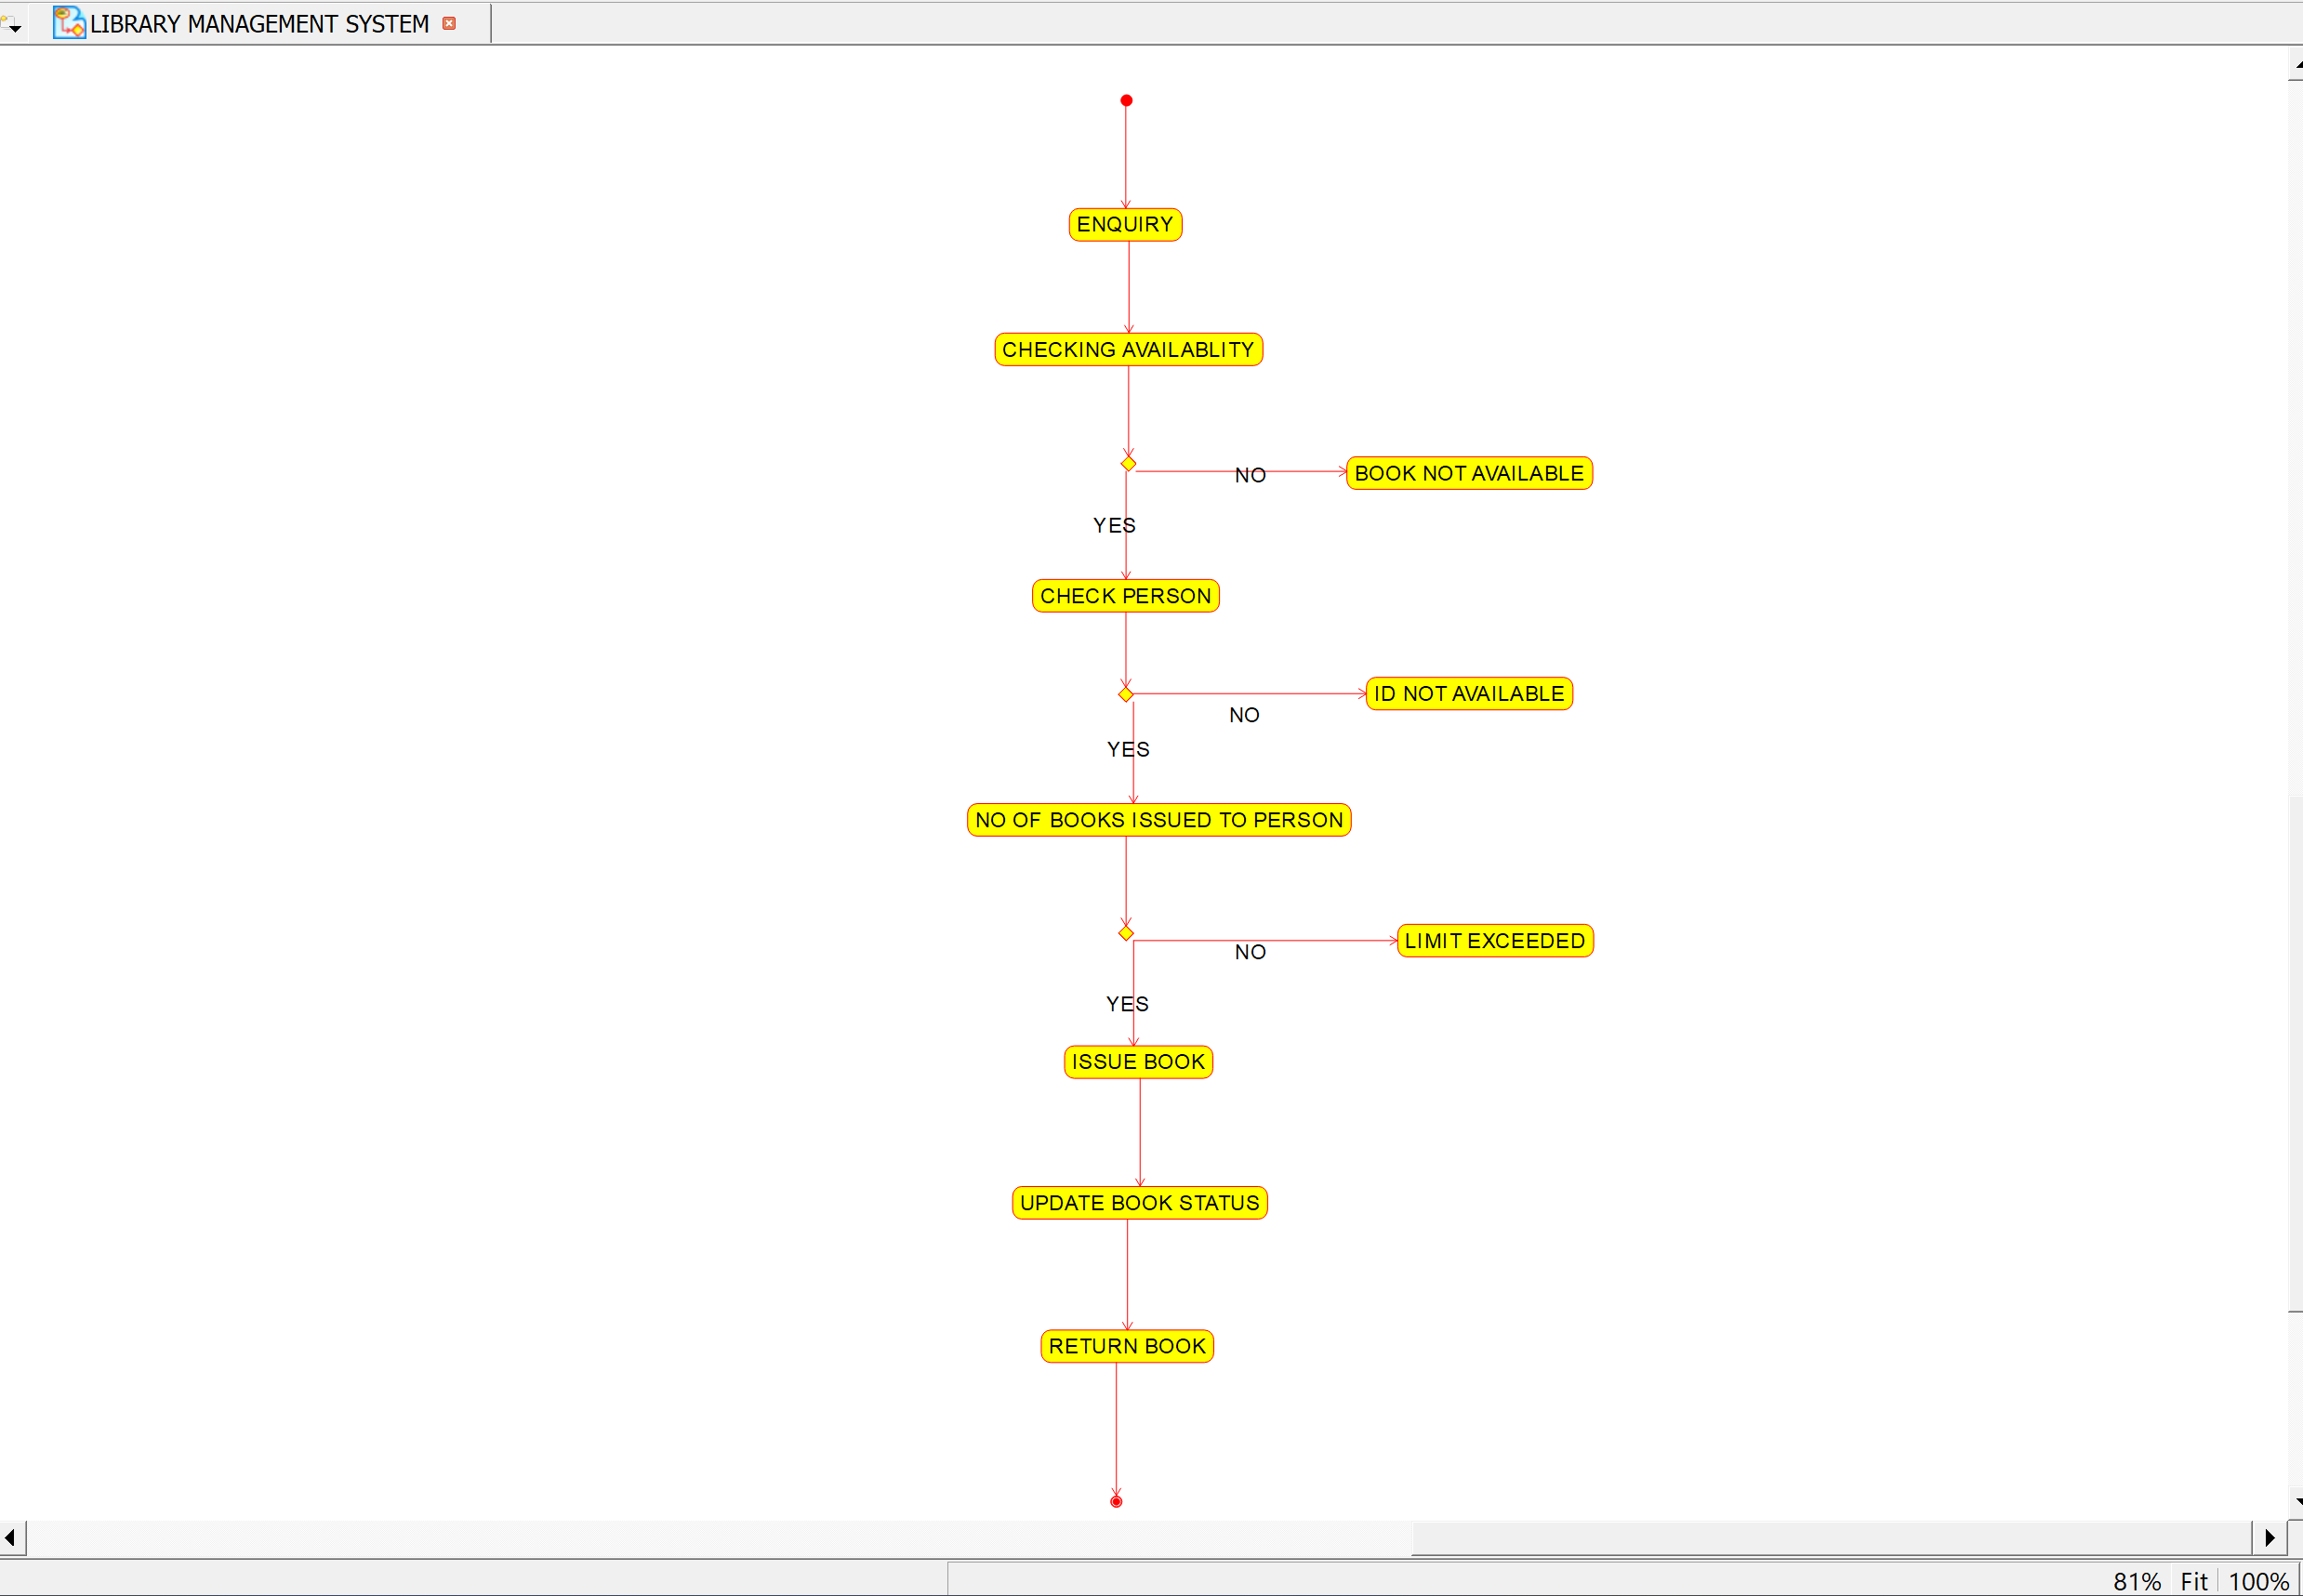 LIBRARY MANAGEMENT SYSTEM
ENQUIRY
CHECKING AVAILABLITY
NO
BOOK NOT AVAILABLE
YES
CHECK PERSON
ID NOT AVAILABLE
NO
YES
NO OF BOOKS ISSUED TO PERSON
LIMIT EXCEEDED
NO
YES
ISSUE BOOK
UPDATE BOOK STATUS
RETURN BOOK
81% Fit 100%